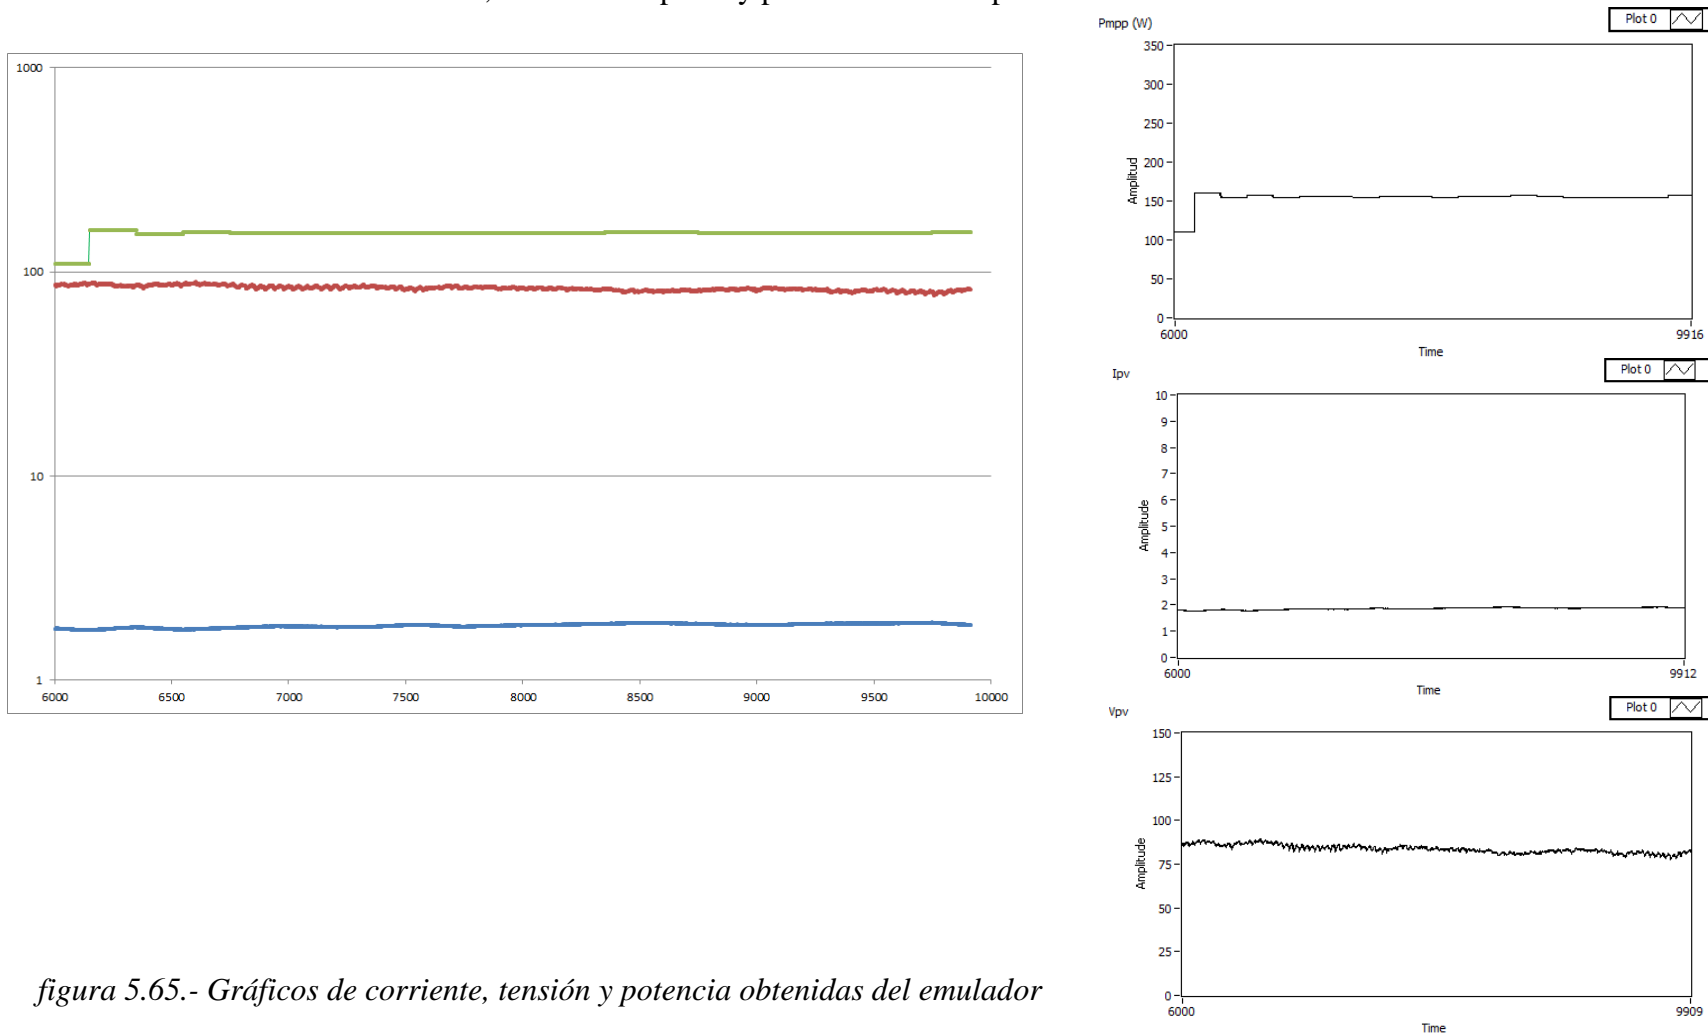 1000
100
10
1
6000 6500 7000 7500 8000 8500 9000 9500 10000
Pmpp (W)
Plot 0
350
300
250
200
150
100
50
0
Amplitud
6000 9916
Time
Ipv
Plot 0
10
9
8
7
6
5
4
3
2
1
0
Amplitude
6000 9912
Time
Vpv
Plot 0
150
125
100
75
50
25
0
Amplitude
6000 9909
Time
figura 5.65.- Gráficos de corriente, tensión y potencia obtenidas del emulador